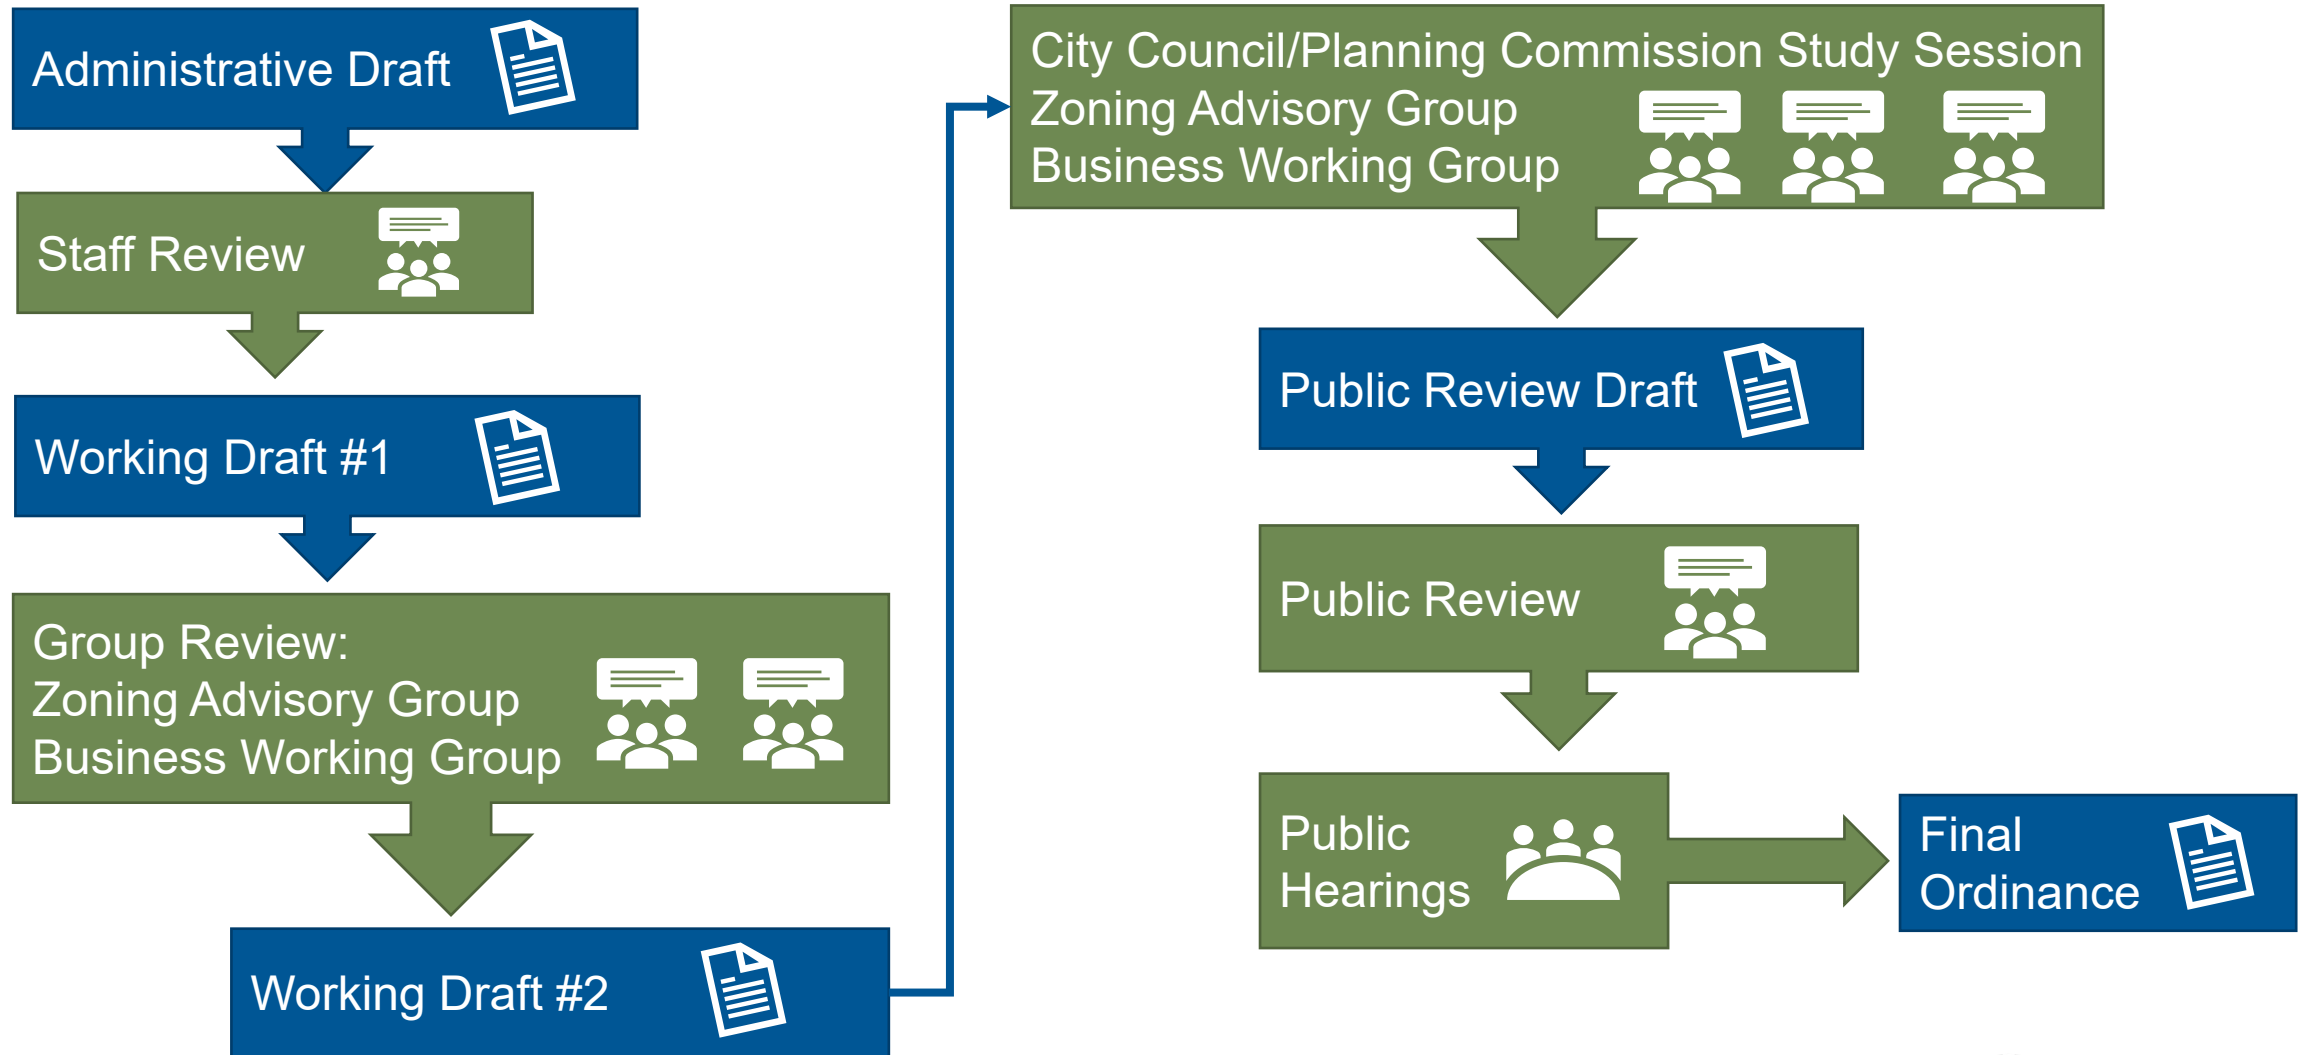 Administrative Draft
Staff Review
Working Draft #1
Group Review:
Zoning Advisory Group
Business Working Group
Working Draft #2
City Council/Planning Commission Study Session
Zoning Advisory Group
Business Working Group
Public Review Draft
Public Review
Public
Hearings
Final
Ordinance